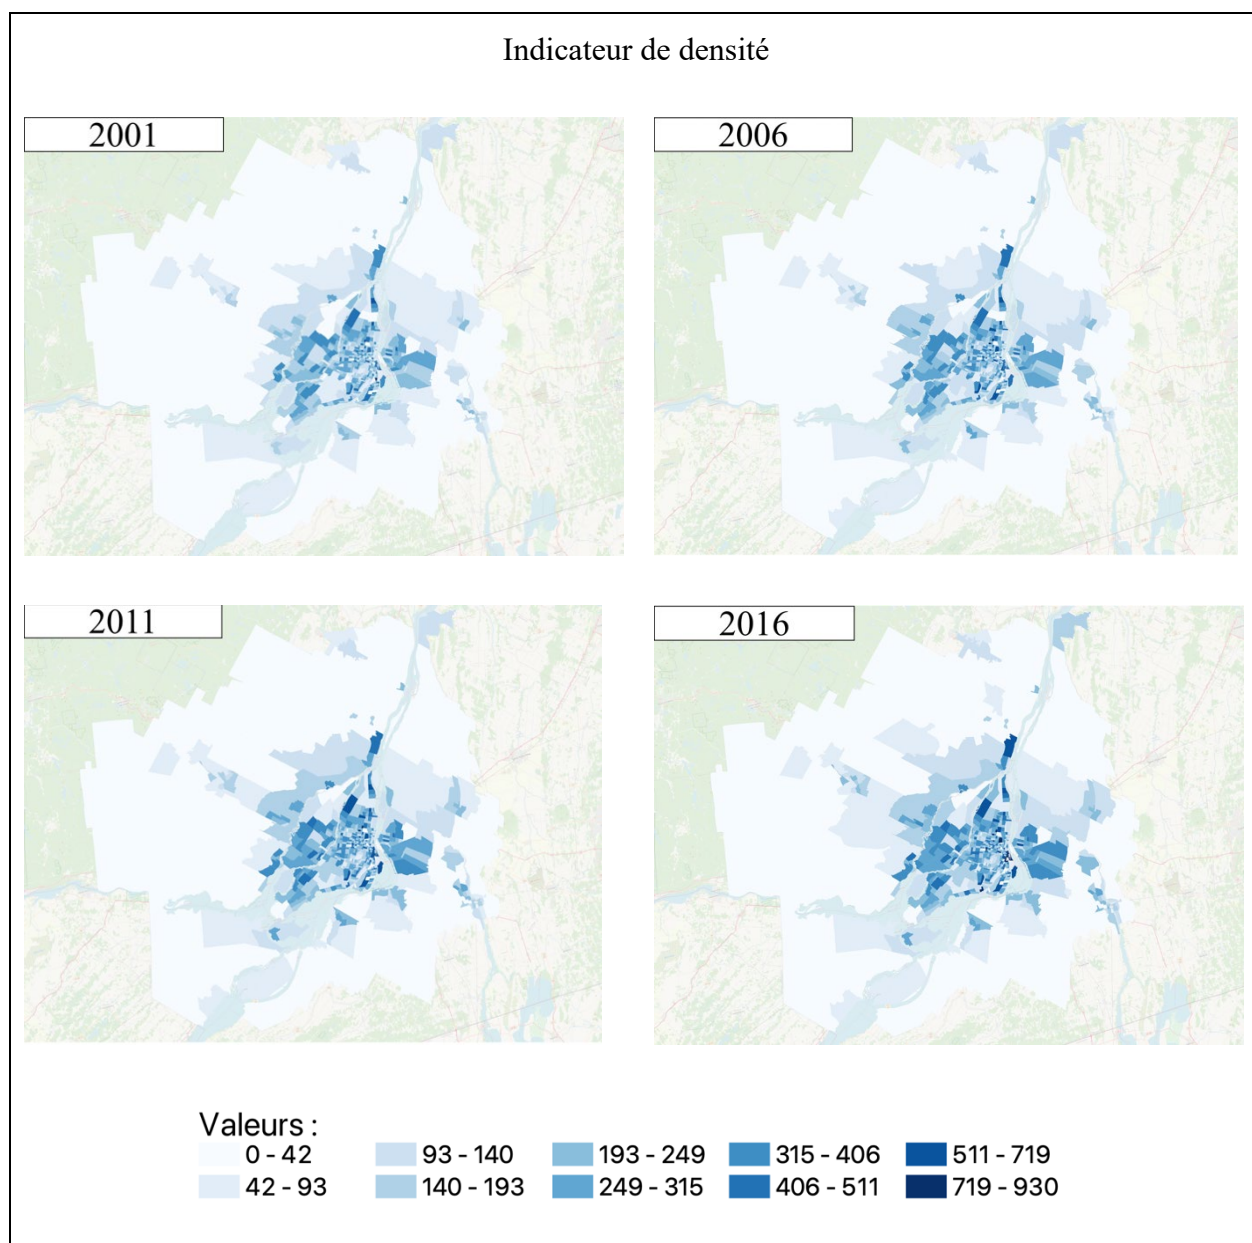 Indicateur de densité
2001
2006
2011
2016
Valeurs :
0 - 42
93 - 140
193 - 249
315 - 406
511 - 719
42 - 93
140 - 193
249 - 315
406 - 511
719 - 930